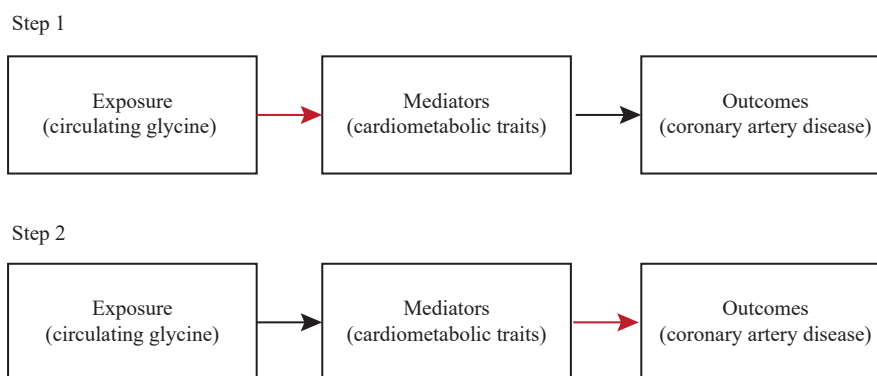 Step 1
Exposure
(circulating glycine)
Mediators
(cardiometabolic traits)
Outcomes
(coronary artery disease)
Step 2
Exposure
(circulating glycine)
Mediators
(cardiometabolic traits)
Outcomes
(coronary artery disease)